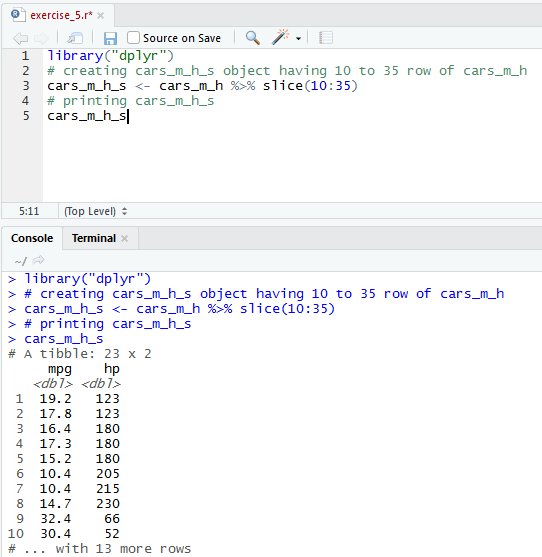 exercise_5.r*
Source on Save
1 library("dplyr")
2 # creating cars_m_h_s object having 10 to 35 row of cars_m_h
3 cars_m_h_s <- cars_m_h %>% slice(10:35)
4 # printing cars_m_h_s
5 cars_m_h_s
5:11 (Top Level)
Console Terminal
~/
> library("dplyr")
> # creating cars_m_h_s object having 10 to 35 row of cars_m_h
> cars_m_h_s <- cars_m_h %>% slice(10:35)
> # printing cars_m_h_s
> cars_m_h_s
# A tibble: 23 x 2
mpg hp
<dbl> <dbl>
1 19.2 123
2 17.8 123
3 16.4 180
4 17.3 180
5 15.2 180
6 10.4 205
7 10.4 215
8 14.7 230
9 32.4 66
10 30.4 52
# ... with 13 more rows